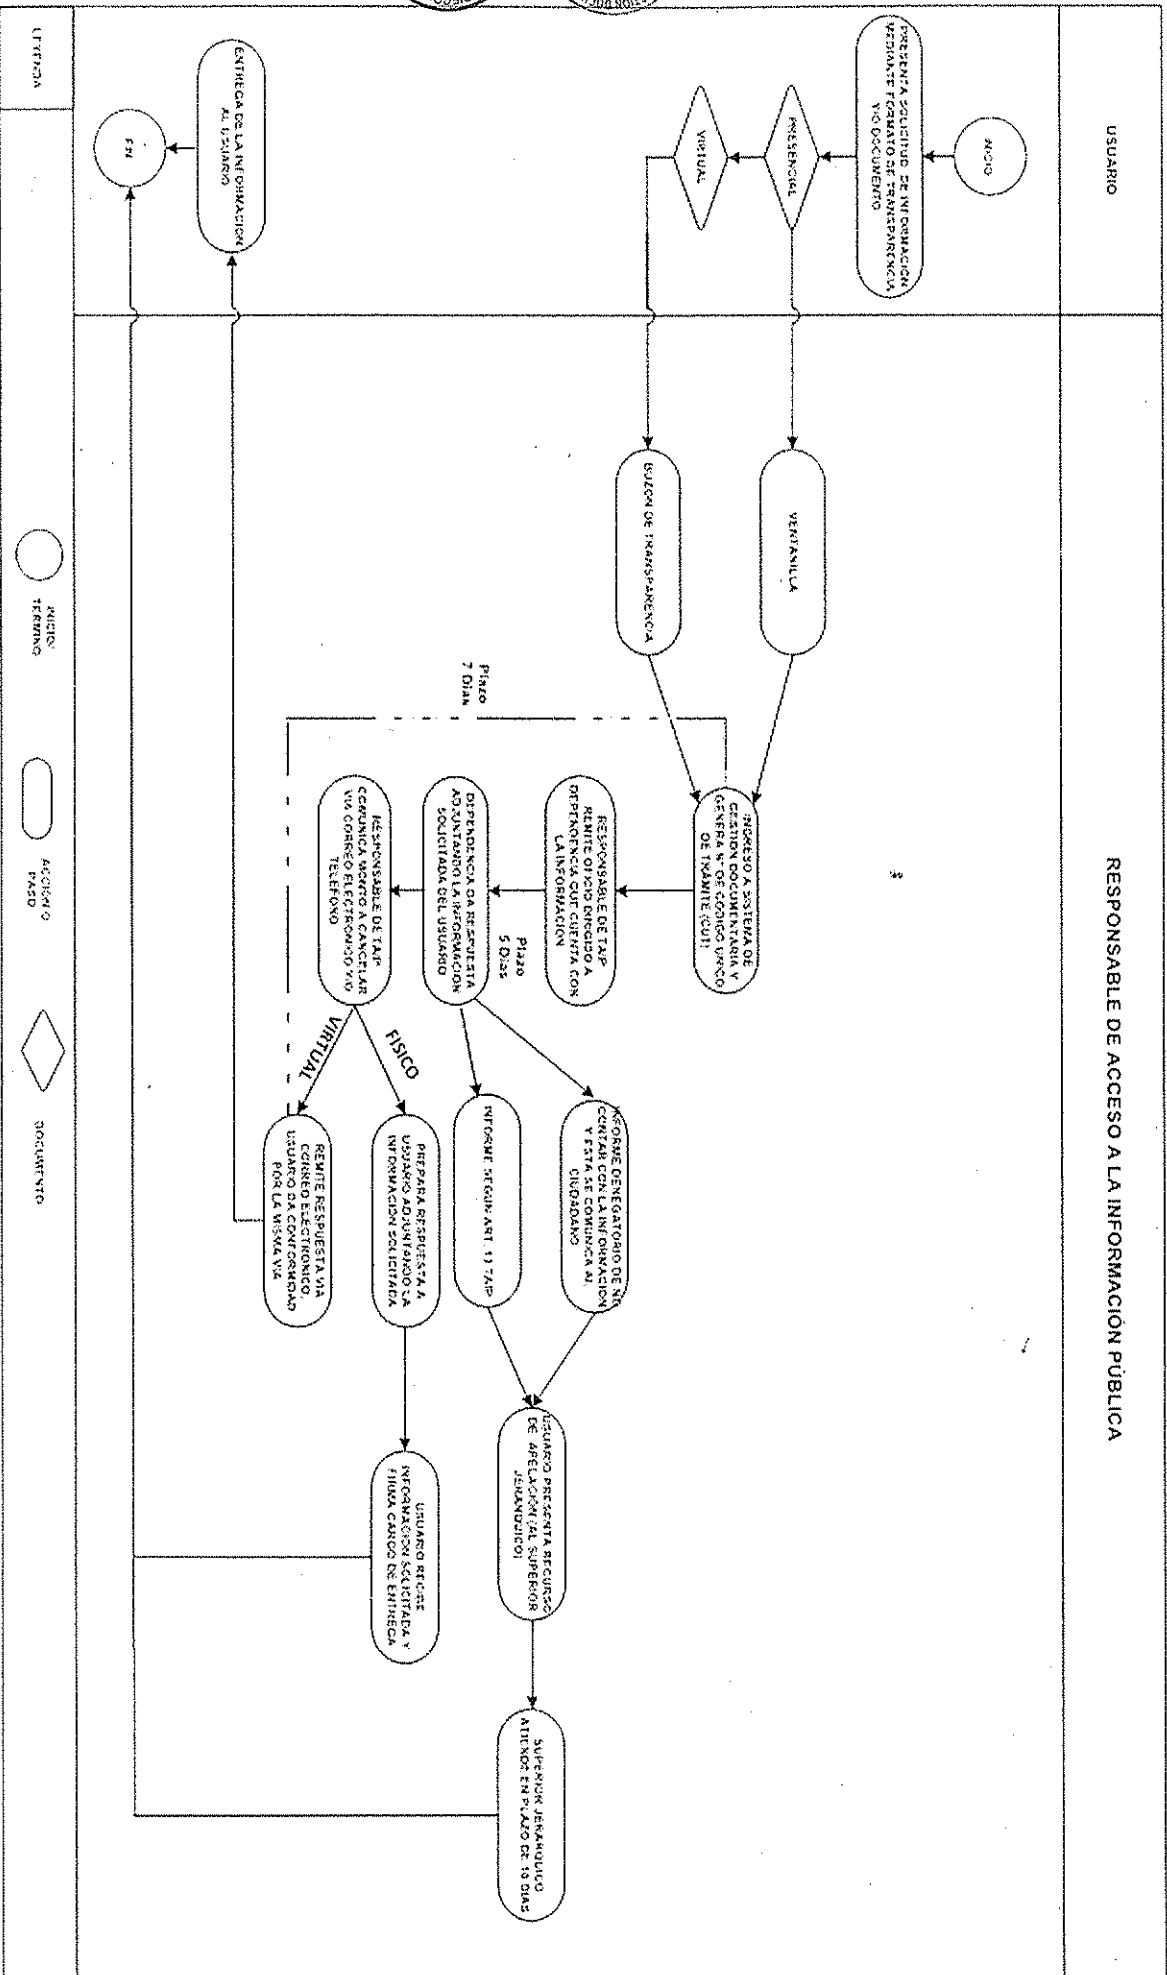 USUARIO
RESPONSABLE DE ACCESO A LA INFORMACIÓN PÚBLICA
INICIO
PRESENTA SOLICITUD DE INFORMACION
MEDIANTE FORMATO DE TRANSPARENCIA
Y/O DOCUMENTO
PRESENCIAL
VIRTUAL
VENTANILLA
BUZON DE TRANSPARENCIA
INGRESO A SISTEMA DE
GESTION DOCUMENTARIA Y
GENERA N° DE CODIGO UNICO
DE TRÁMITE (CUT)
RESPONSABLE DE TAIP
REMITE OFICIO DIRIGIDO A
DEPENDENCIA QUE CUENTA CON
LA INFORMACION
Plazo
5 Dias
Plazo
7 Dias
DEPENDENCIA DA RESPUESTA
ADJUNTANDO LA INFORMACION
SOLICITADA DEL USUARIO
RESPONSABLE DE TAIP
COMUNICA MONTO A CANCELAR
VIA CORREO ELECTRONICO Y/O
TELEFONO
FISICO
VIRTUAL
INFORME DENEGATORIO DE NO
CONTAR CON LA INFORMACION
Y ESTA SE COMUNICA AL
CIUDADANO
INFORME SEGUN ART. 13 TAIP
PREPARA RESPUESTA A
USUARIO ADJUNTANDO LA
INFORMACION SOLICITADA
REMITE RESPUESTA VIA
CORREO ELECTRONICO,
USUARIO DA CONFORMIDAD
POR LA MISMA VIA
USUARIO PRESENTA RECURSO
DE APELACION (AL SUPERIOR
JERARQUICO)
USUARIO RECIBE
INFORMACION SOLICITADA Y
FIRMA CARGO DE ENTREGA
SUPERIOR JERARQUICO
ATIENDE EN PLAZO DE 10 DIAS
ENTREGA DE LA INFORMACION
AL USUARIO
FIN
LEYENDA
INICIO/
TERMINO
ACCION O
PASO
DOCUMENTO